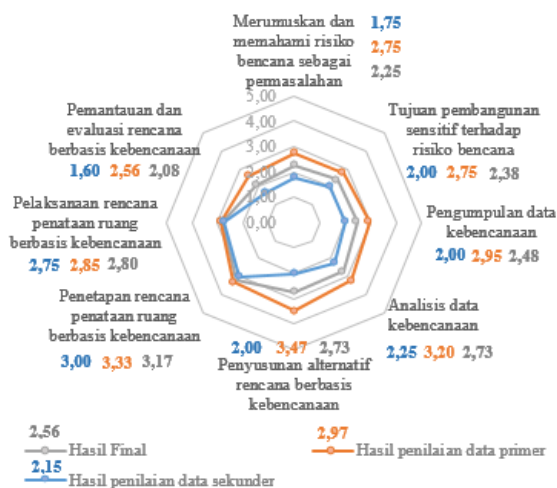 Merumuskan dan 1,75
memahami risiko 2,75
bencana sebagai 2,25
permasalahan
5,00
4,00
3,00
2,00
1,00
0,00
Tujuan pembangunan
sensitif terhadap
risiko bencana
2,00 2,75 2,38
Pengumpulan data
kebencanaan
2,00 2,95 2,48
Analisis data
kebencanaan
2,25 3,20 2,73
2,00 3,47 2,73
Penyusunan alternatif
rencana berbasis
kebencanaan
Penetapan rencana
penataan ruang
berbasis kebencanaan
3,00 3,33 3,17
Pelaksanaan rencana
penataan ruang
berbasis kebencanaan
2,75 2,85 2,80
Pemantauan dan
evaluasi rencana
berbasis kebencanaan
1,60 2,56 2,08
2,56
Hasil Final
2,97
Hasil penilaian data primer
2,15
Hasil penilaian data sekunder